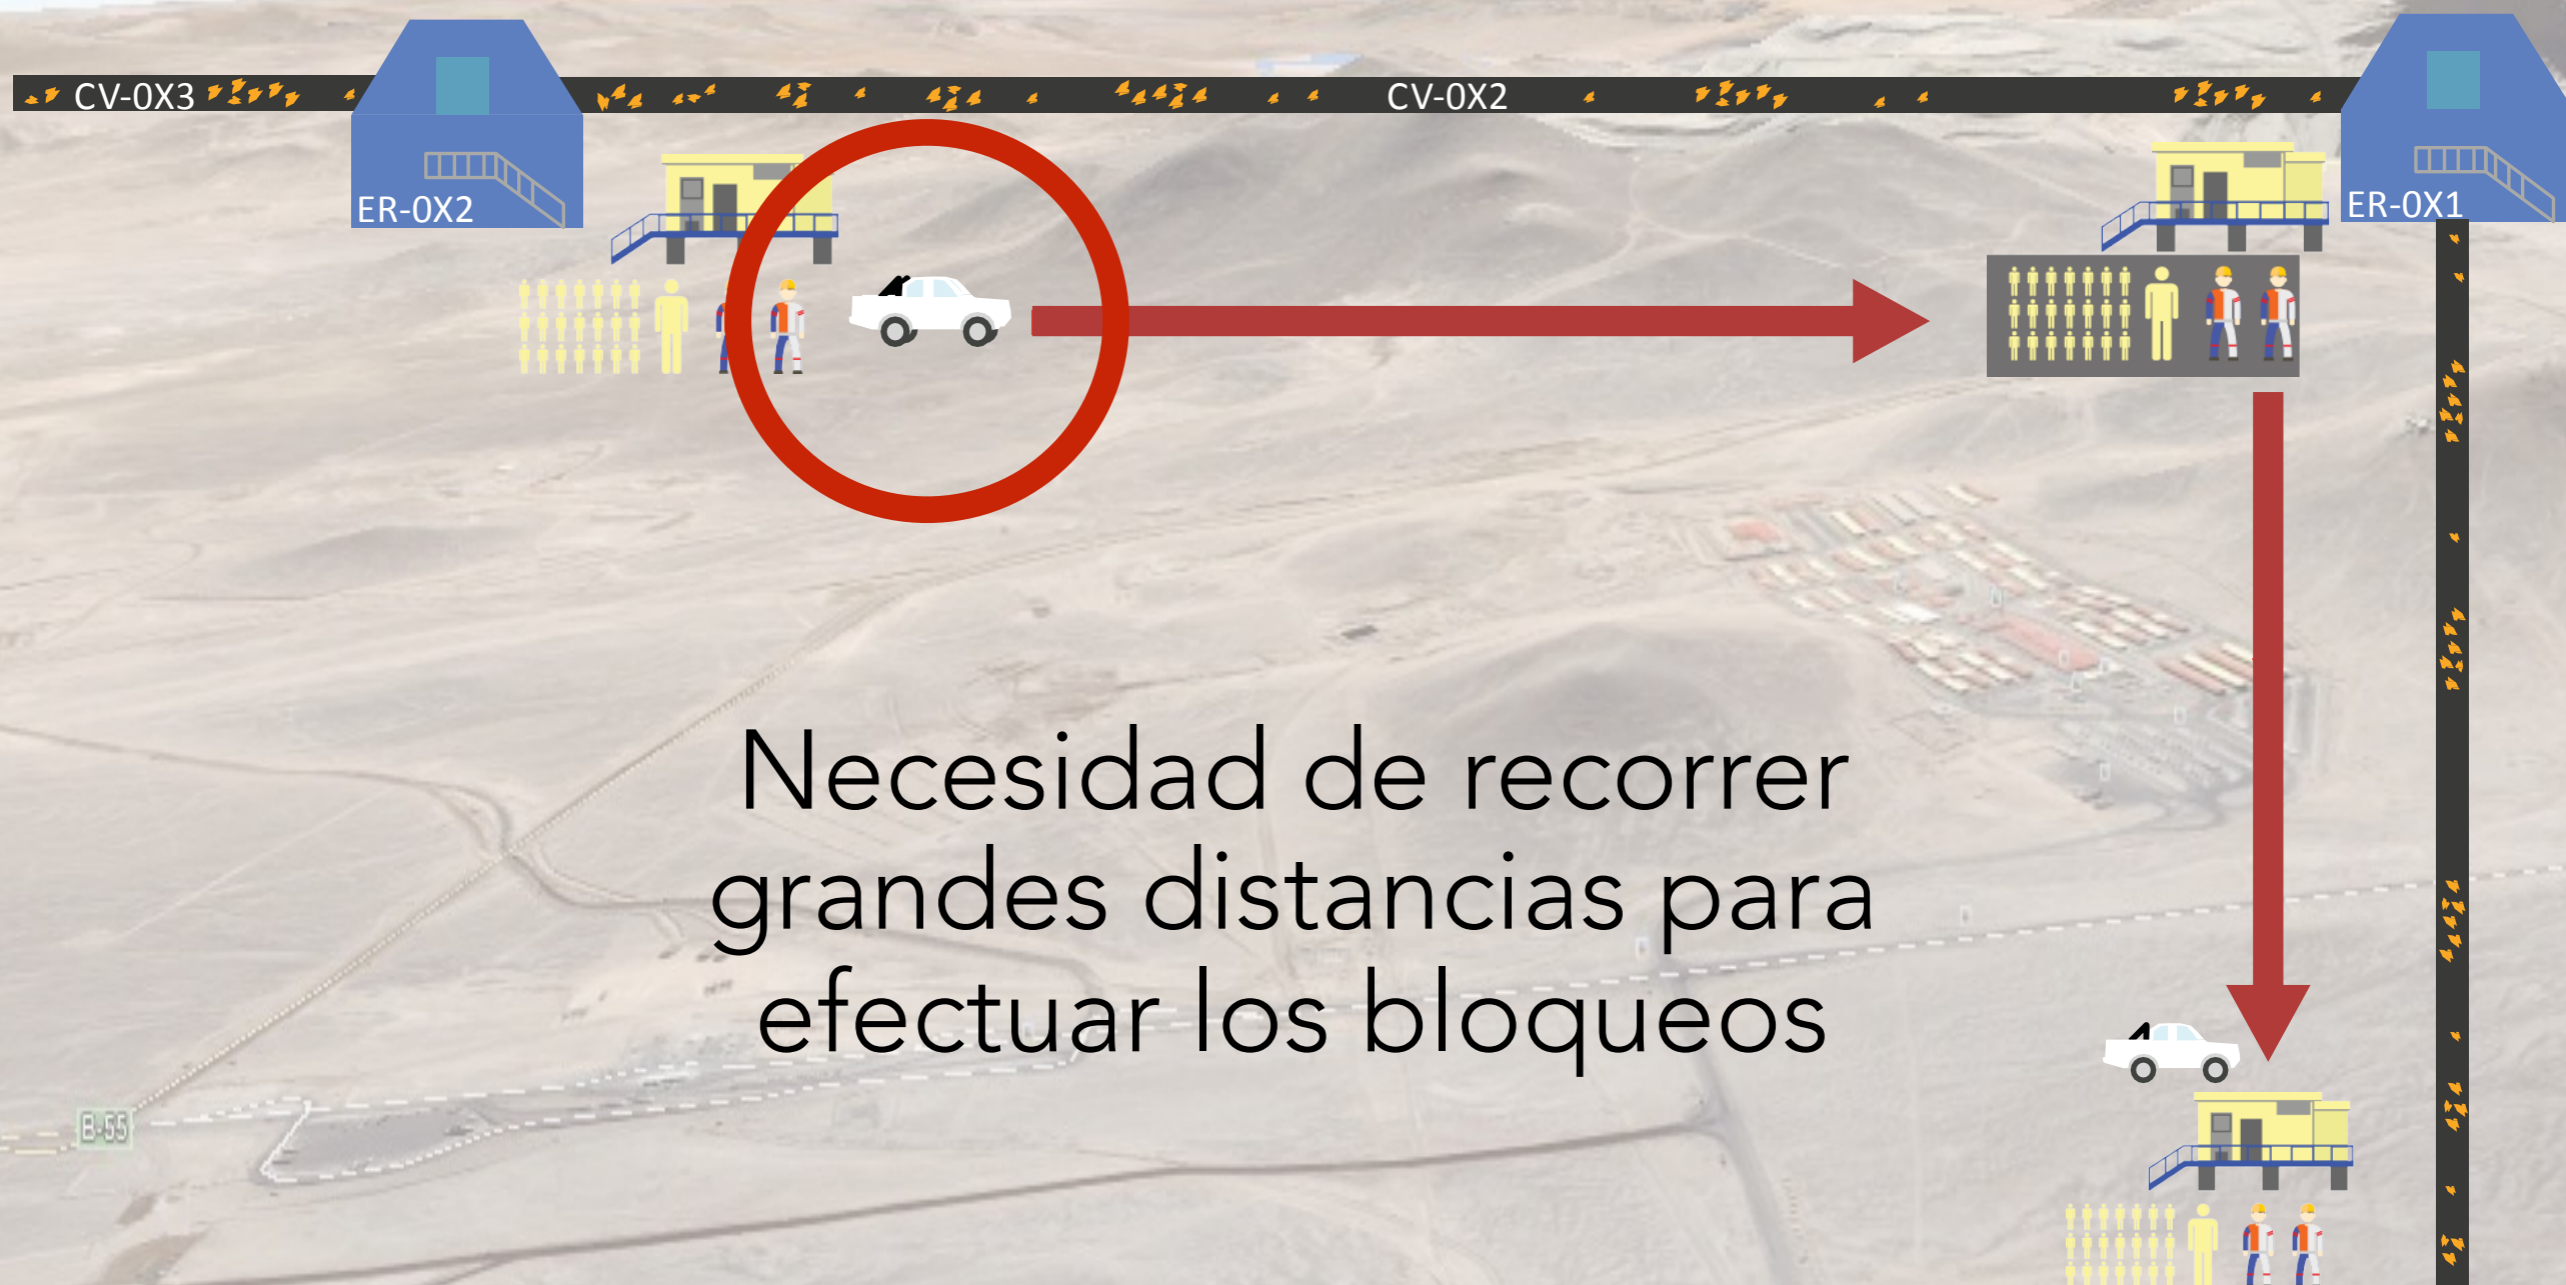 CV-0X3
CV-0X2
ER-0X2
ER-0X1
Necesidad de recorrer
grandes distancias para
efectuar los bloqueos
B-55